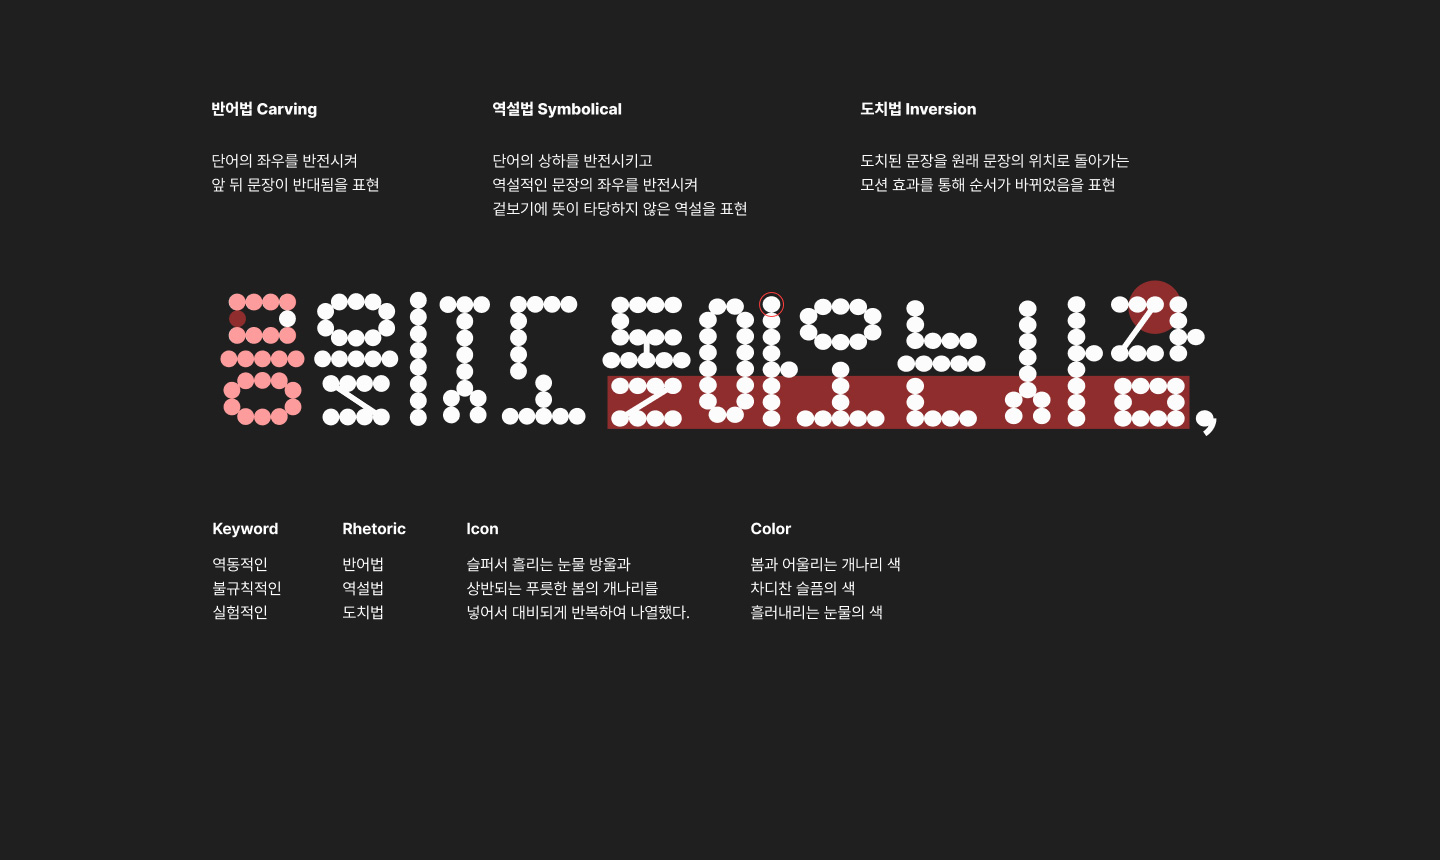 반어법 Carving
단어의 좌우를 반전시켜
앞 뒤 문장이 반대됨을 표현
역설법 Symbolical
단어의 상하를 반전시키고
역설적인 문장의 좌우를 반전시켜
겉보기에 뜻이 타당하지 않은 역설을 표현
도치법 Inversion
도치된 문장을 원래 문장의 위치로 돌아가는
모션 효과를 통해 순서가 바뀌었음을 표현
Keyword
역동적인
불규칙적인
실험적인
Rhetoric
반어법
역설법
도치법
Icon
슬퍼서 흘리는 눈물 방울과
상반되는 푸릇한 봄의 개나리를
넣어서 대비되게 반복하여 나열했다.
Color
봄과 어울리는 개나리 색
차디찬 슬픔의 색
흘러내리는 눈물의 색